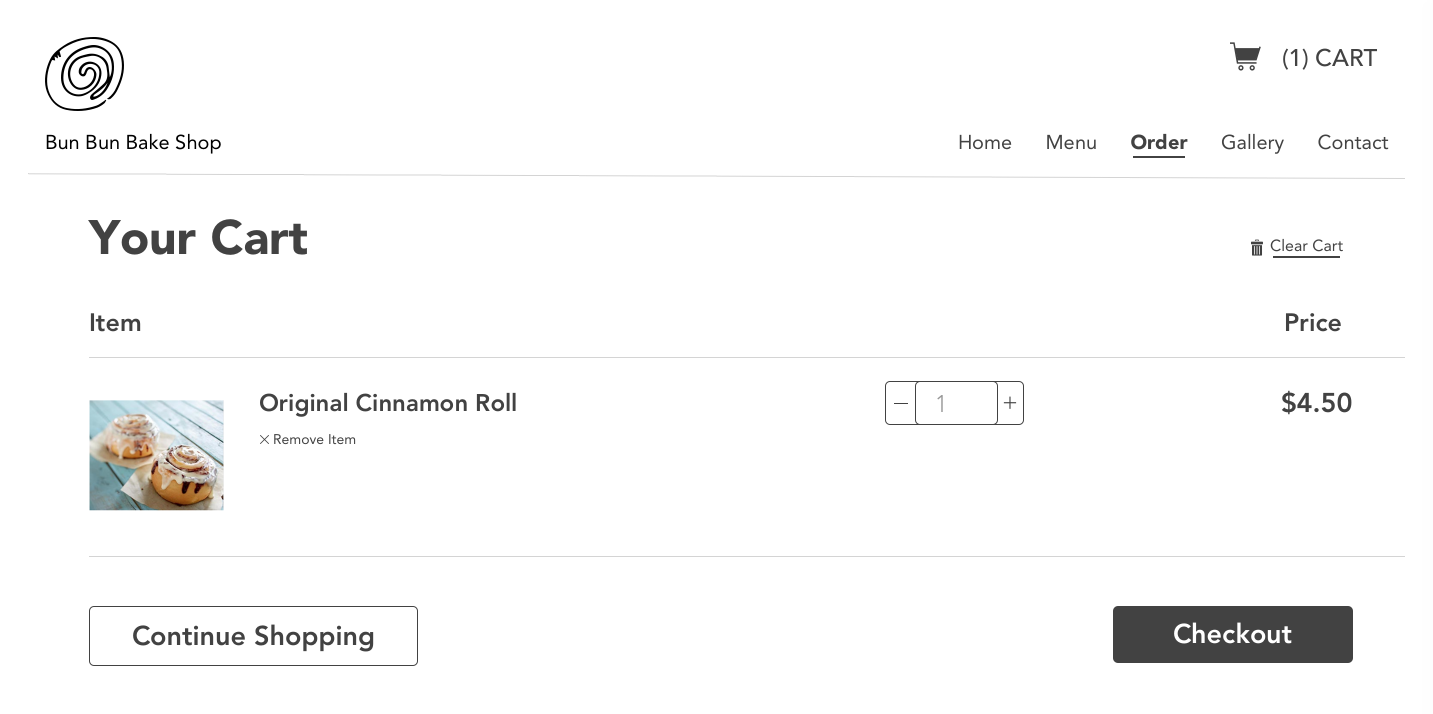 (1) CART
Bun Bun Bake Shop
Home Menu Order Gallery Contact
Your Cart
Clear Cart
Item Price
Original Cinnamon Roll 1 $4.50
Remove Item
Continue Shopping Checkout